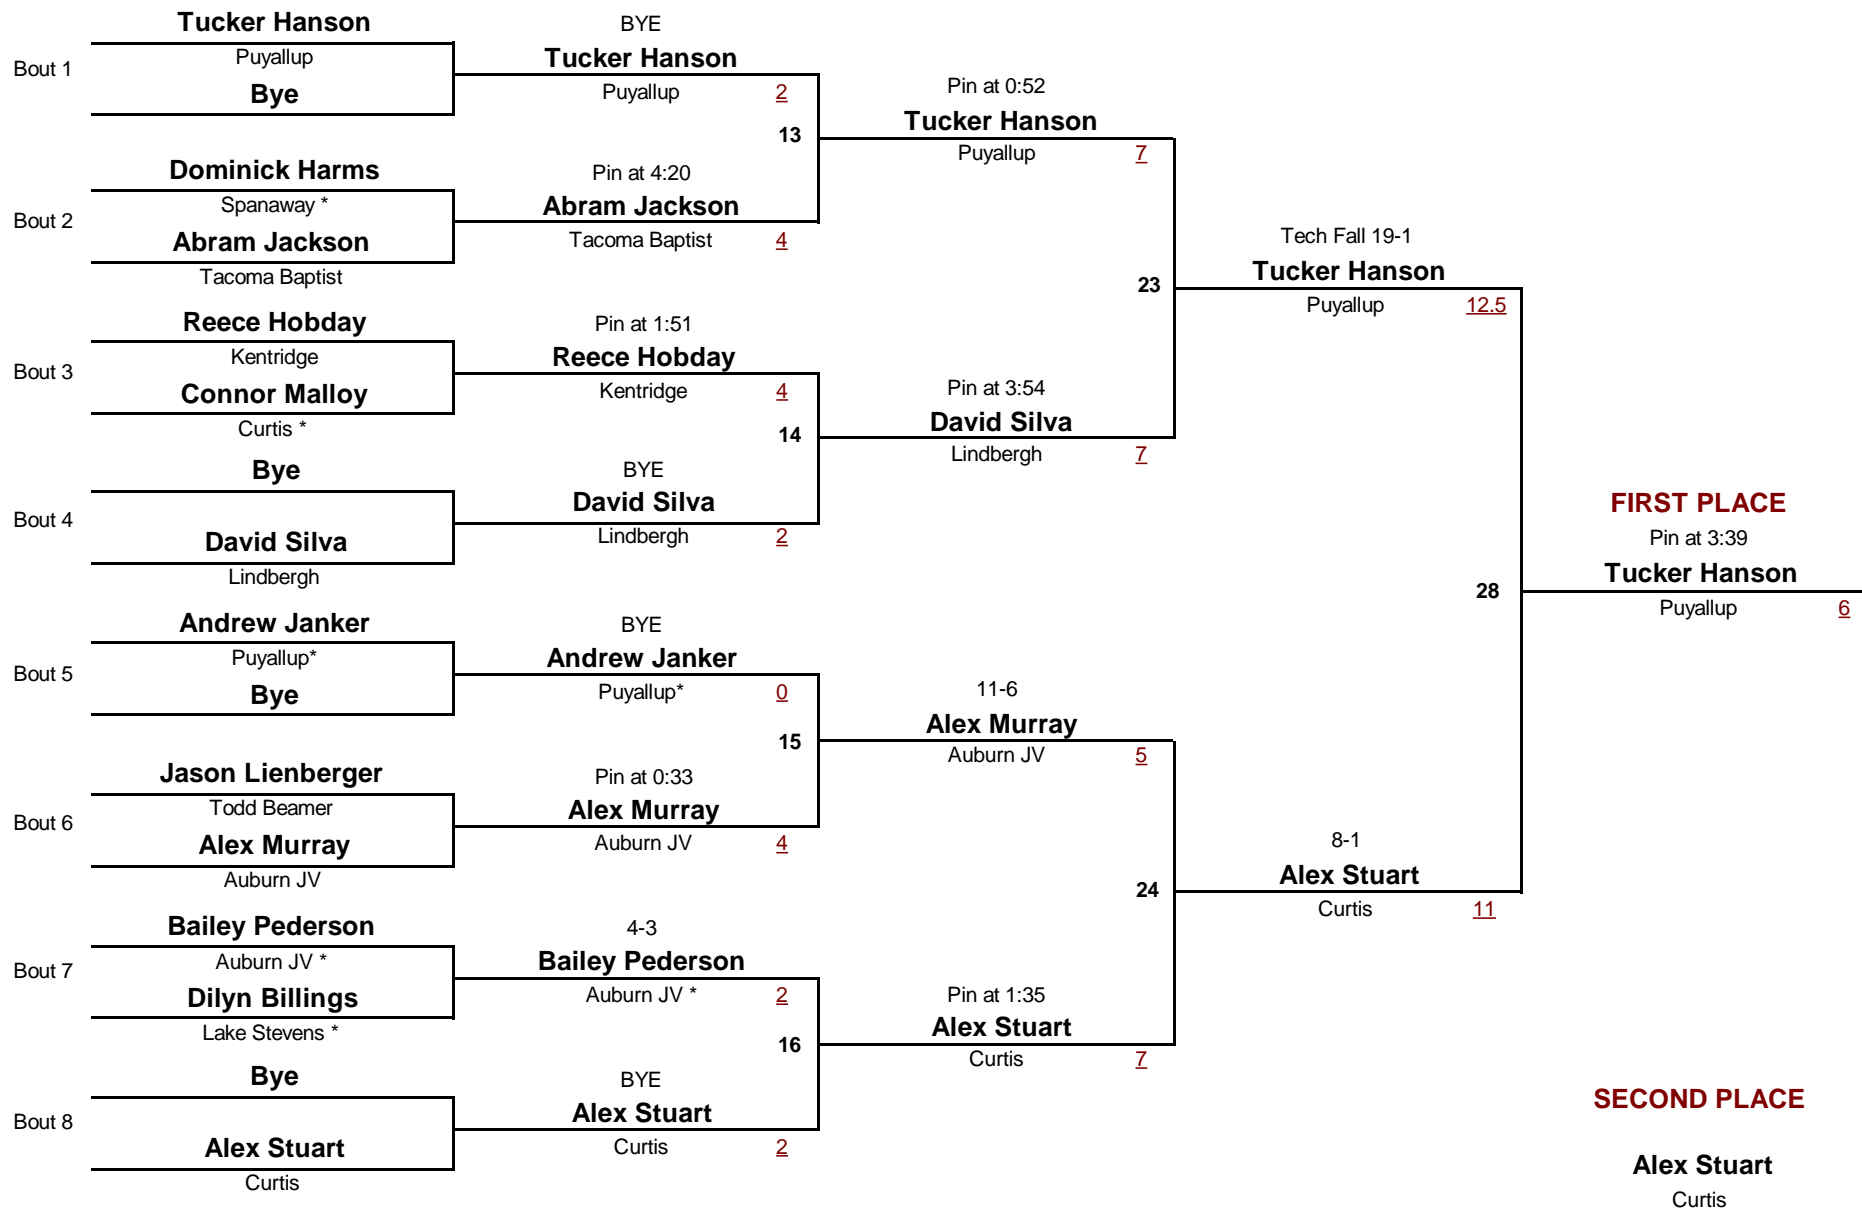 Tucker Hanson
Bout 1
Puyallup
Bye
Dominick Harms
Bout 2
Spanaway *
Abram Jackson
Tacoma Baptist
Reece Hobday
Bout 3
Kentridge
Connor Malloy
Curtis *
Bye
Bout 4
David Silva
Lindbergh
Andrew Janker
Bout 5
Puyallup*
Bye
Jason Lienberger
Bout 6
Todd Beamer
Alex Murray
Auburn JV
Bailey Pederson
Bout 7
Auburn JV *
Dilyn Billings
Lake Stevens *
Bye
Bout 8
Alex Stuart
Curtis
BYE
Tucker Hanson
Puyallup 2
13
Pin at 4:20
Abram Jackson
Tacoma Baptist 4
Pin at 1:51
Reece Hobday
Kentridge 4
14
BYE
David Silva
Lindbergh 2
BYE
Andrew Janker
Puyallup* 0
15
Pin at 0:33
Alex Murray
Auburn JV 4
4-3
Bailey Pederson
Auburn JV * 2
16
BYE
Alex Stuart
Curtis 2
Pin at 0:52
Tucker Hanson
Puyallup 7
23
Pin at 3:54
David Silva
Lindbergh 7
11-6
Alex Murray
Auburn JV 5
24
Pin at 1:35
Alex Stuart
Curtis 7
Tech Fall 19-1
Tucker Hanson
Puyallup 12.5
28
8-1
Alex Stuart
Curtis 11
FIRST PLACE
Pin at 3:39
Tucker Hanson
Puyallup 6
SECOND PLACE
Alex Stuart
Curtis